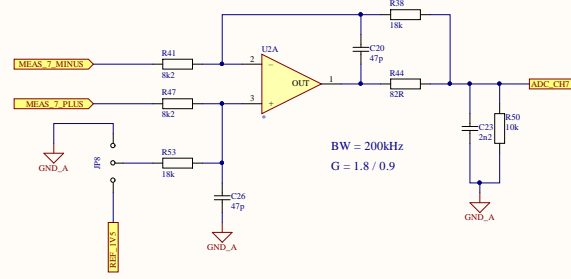 R38
18k
R41
8k2
U2A
C20
47p
MEAS_7_MINUS
2
OUT
1
R44
82R
ADC_CH7
R47
8k2
MEAS_7_PLUS
3
C23
2n2
R50
10k
BW = 200kHz
G = 1.8 / 0.9
JP8
R53
18k
GND_A
C26
47p
GND_A
GND_A
REF_1V5